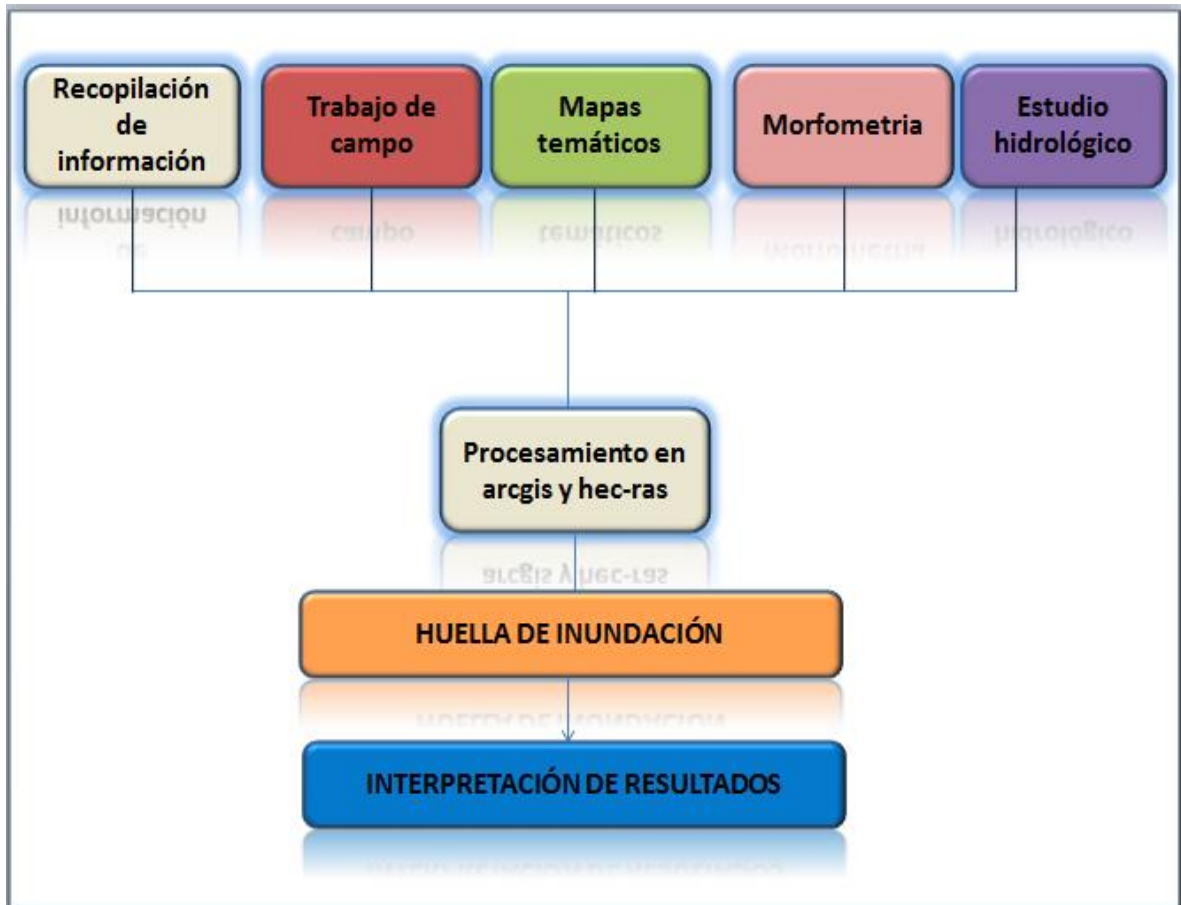 Recopilación
de
información
Trabajo de
campo
Mapas
temáticos
Morfometria
Estudio
hidrológico
Procesamiento en
arcgis y hec-ras
HUELLA DE INUNDACIÓN
INTERPRETACIÓN DE RESULTADOS